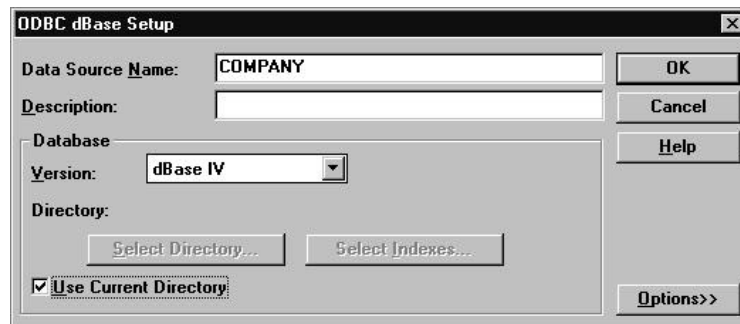 ODBC dBase Setup
Data Source Name: COMPANY
OK
Description:
Cancel
Database
Help
Version: dBase IV
Directory:
Select Directory... Select Indexes...
Use Current Directory
Options>>